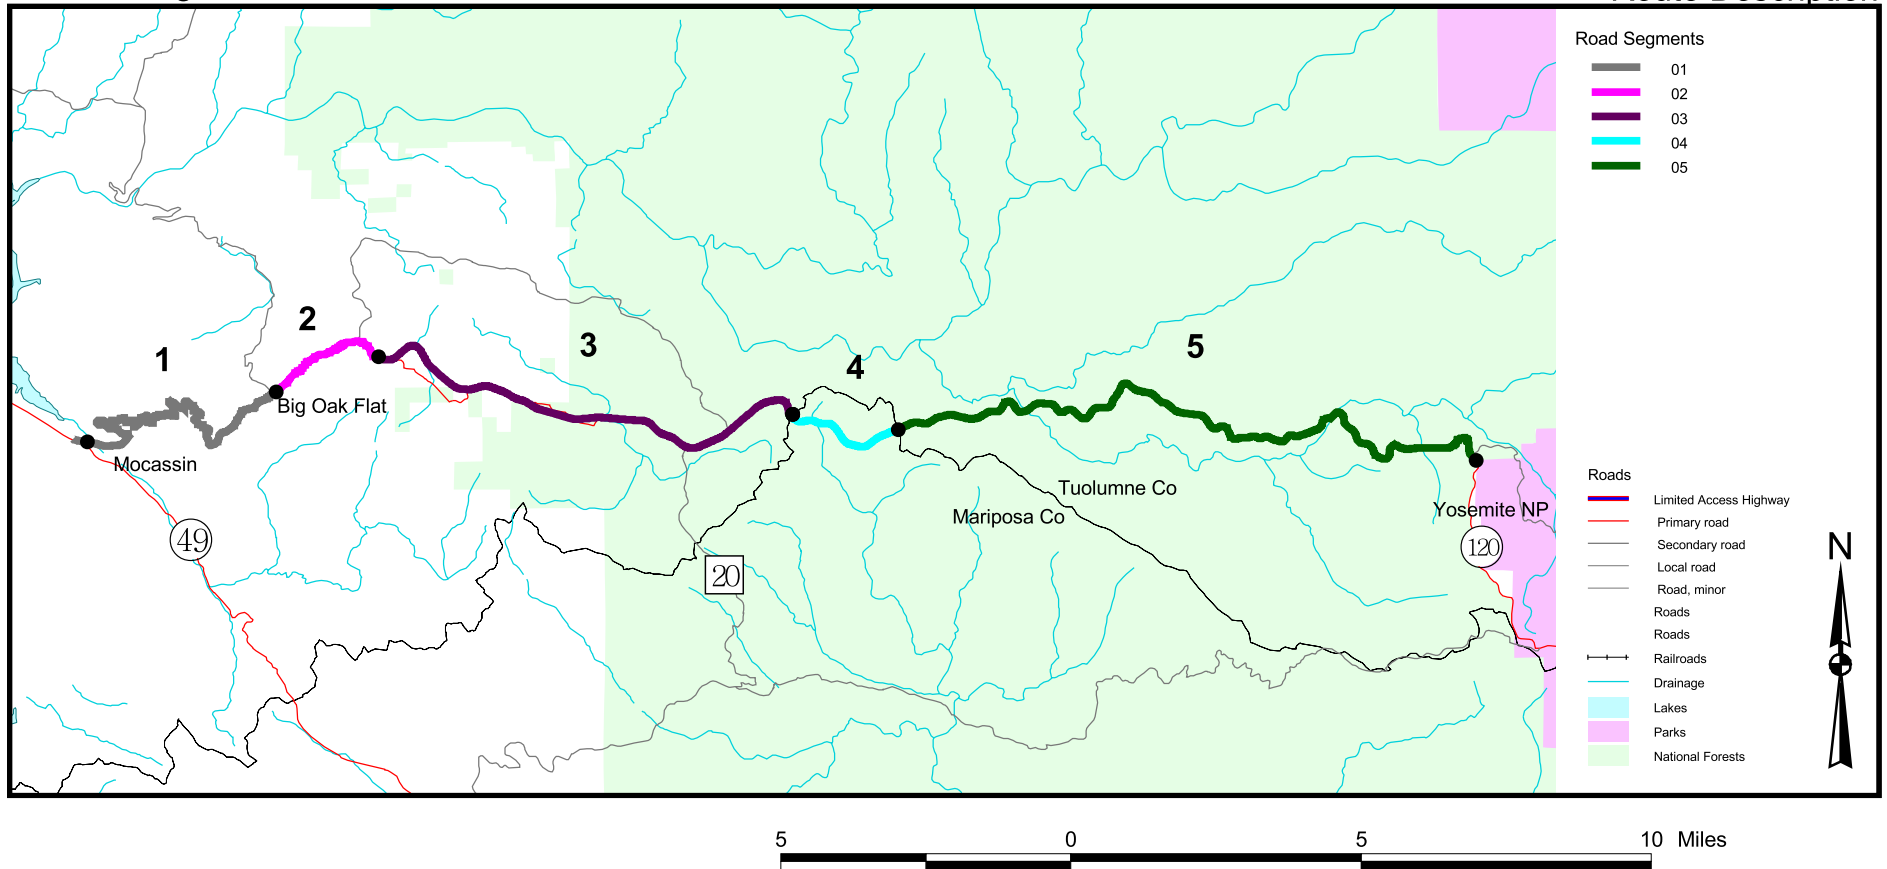 Route Description
Road Segments
01
02
03
04
05
2
3
1
4
5
Big Oak Flat
Mocassin
Tuolumne Co
Mariposa Co
Yosemite NP
49
20
120
N
Roads
Limited Access Highway
Primary road
Secondary road
Local road
Road, minor
Roads
Roads
Railroads
Drainage
Lakes
Parks
National Forests
5 0 5 10 Miles